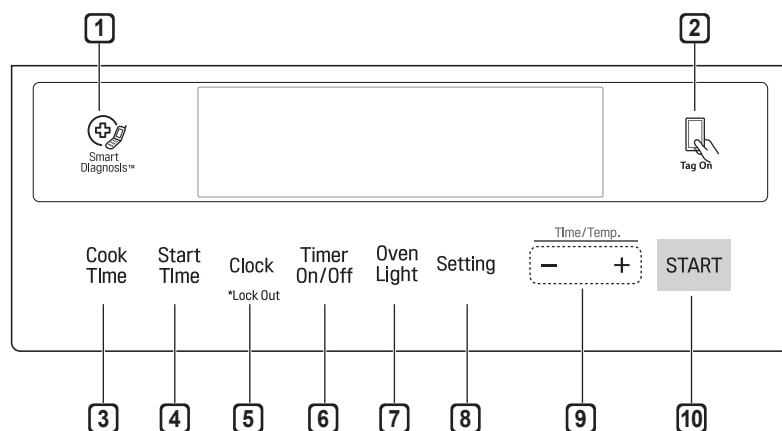 1
2
Smart
Diagnosis™
Tag On
Time/Temp.
Cook
Time
Start
Time
Clock
*Lock Out
Timer
On/Off
Oven
Light
Setting
− +
START
3
4
5
6
7
8
9
10